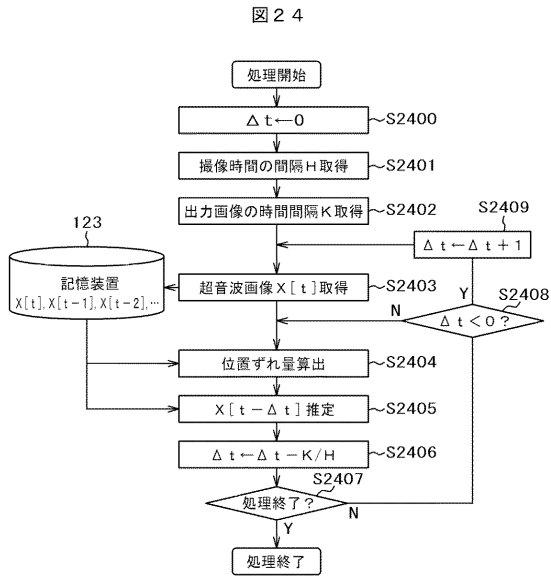 図２４
処理開始
Δt←0
S2400
撮像時間の間隔H取得
S2401
出力画像の時間間隔K取得
S2402
S2409
Δt←Δt+1
123
記憶装置
X[t],X[t-1],X[t-2],…
超音波画像X[t]取得
S2403
N
Y
S2408
Δt<0?
位置ずれ量算出
S2404
X[t-Δt]推定
S2405
Δt←Δt-K/H
S2406
S2407
処理終了?
N
Y
処理終了